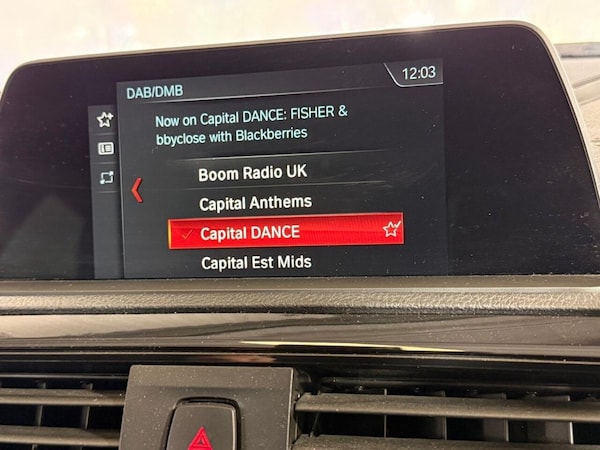 12:03
DAB/DMB
Now on Capital DANCE: FISHER &
bbyclose with Blackberries
Boom Radio UK
Capital Anthems
Capital DANCE
Capital Est Mids